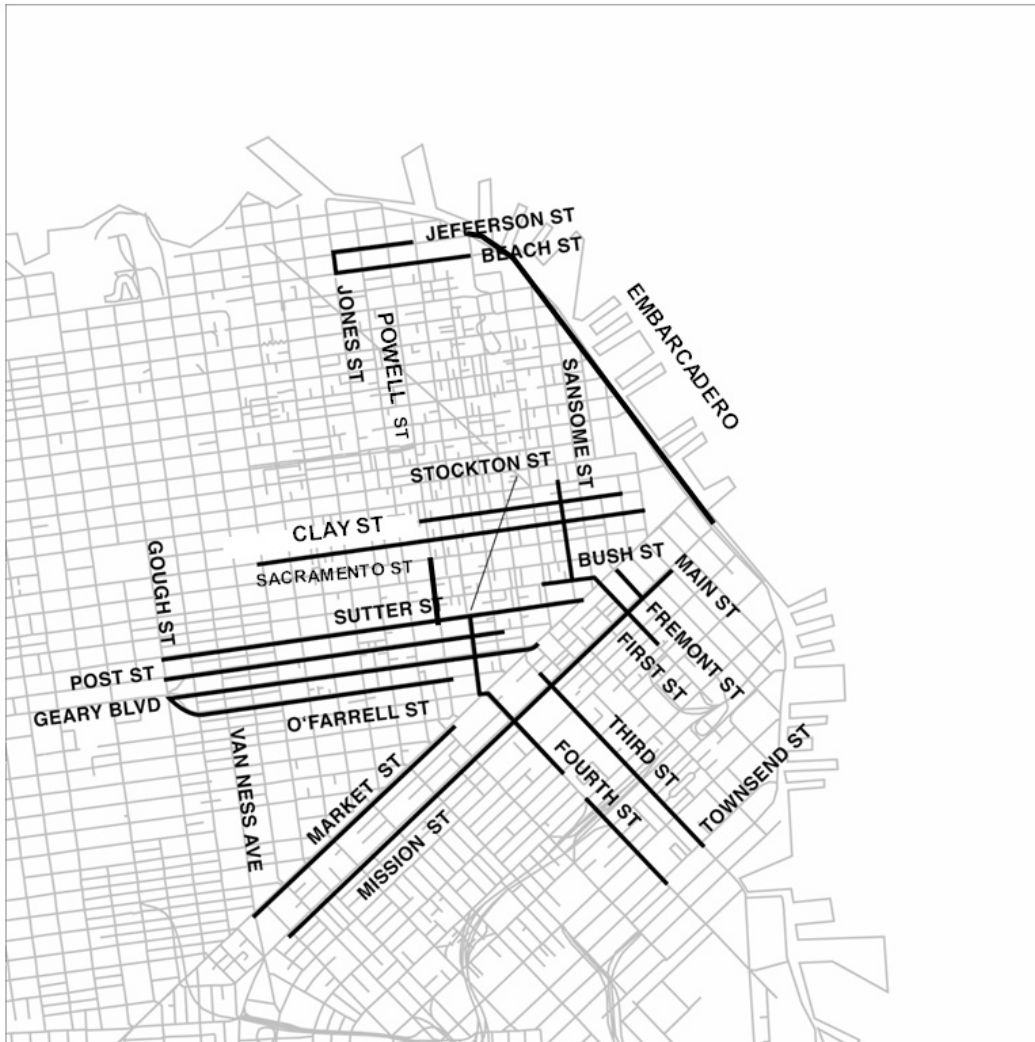 JEFFERSON ST
BEACH ST
EMBARCADERO
JONES ST
POWELL ST
SANSOME ST
STOCKTON ST
CLAY ST
GOUGH ST
SACRAMENTO ST
BUSH ST
MAIN ST
SUTTER ST
FREMONT ST
FIRST ST
POST ST
GEARY BLVD
O'FARRELL ST
VAN NESS AVE
MARKET ST
MISSION ST
THIRD ST
FOURTH ST
TOWNSEND ST